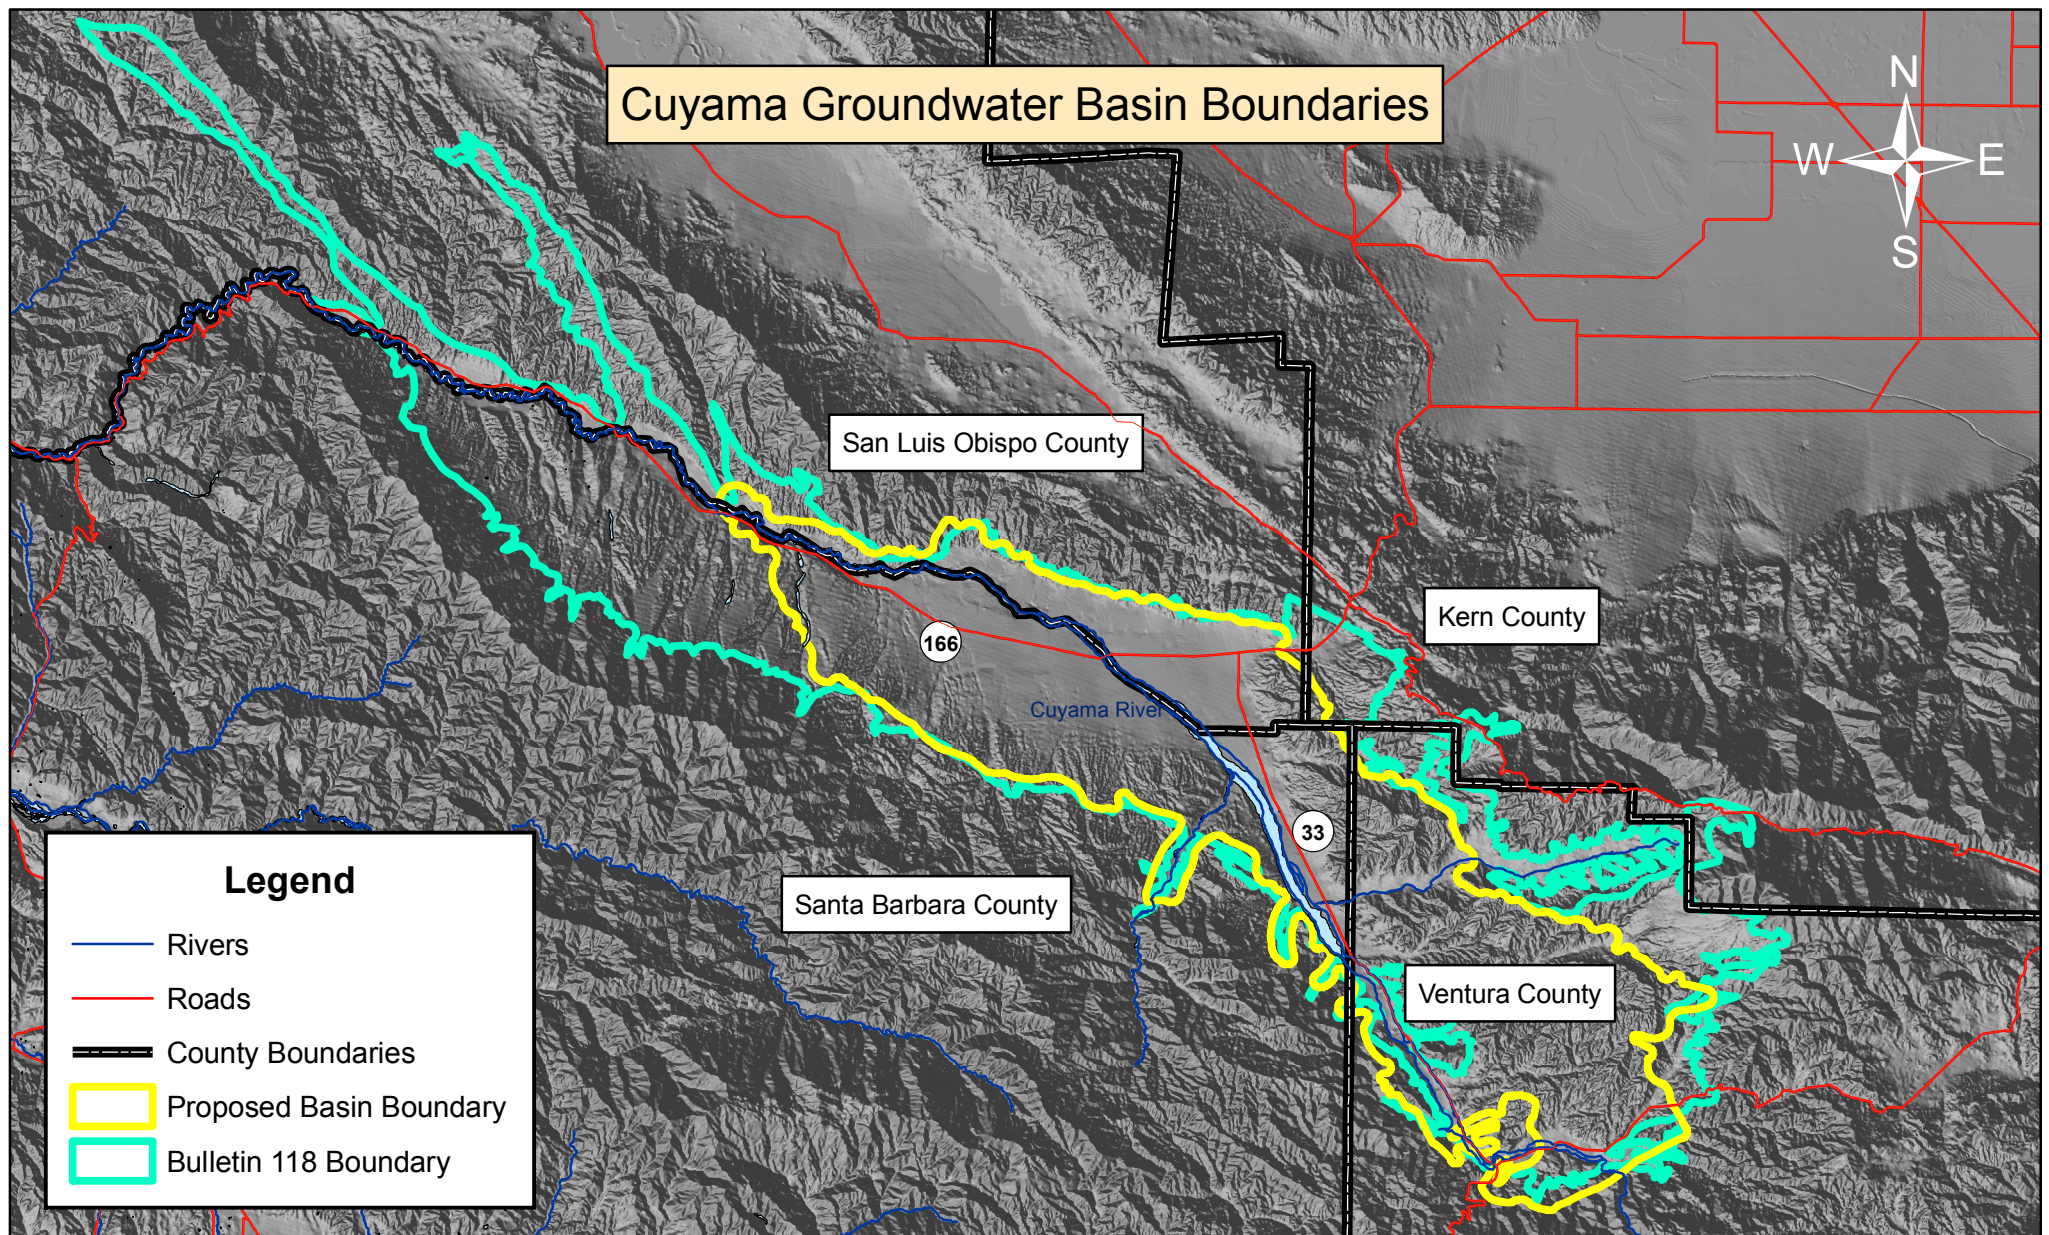 Cuyama Groundwater Basin Boundaries
N
W E
S
San Luis Obispo County
Kern County
166
Cuyama River
33
Santa Barbara County
Ventura County
Legend
Rivers
Roads
County Boundaries
Proposed Basin Boundary
Bulletin 118 Boundary